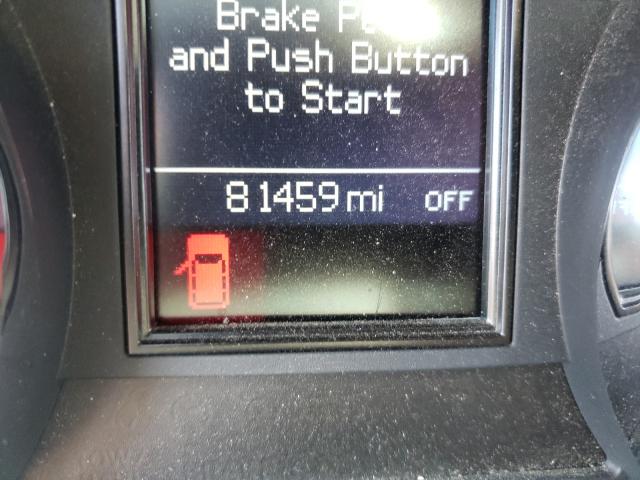 Brake
and Push Button
to Start
81459 mi OFF